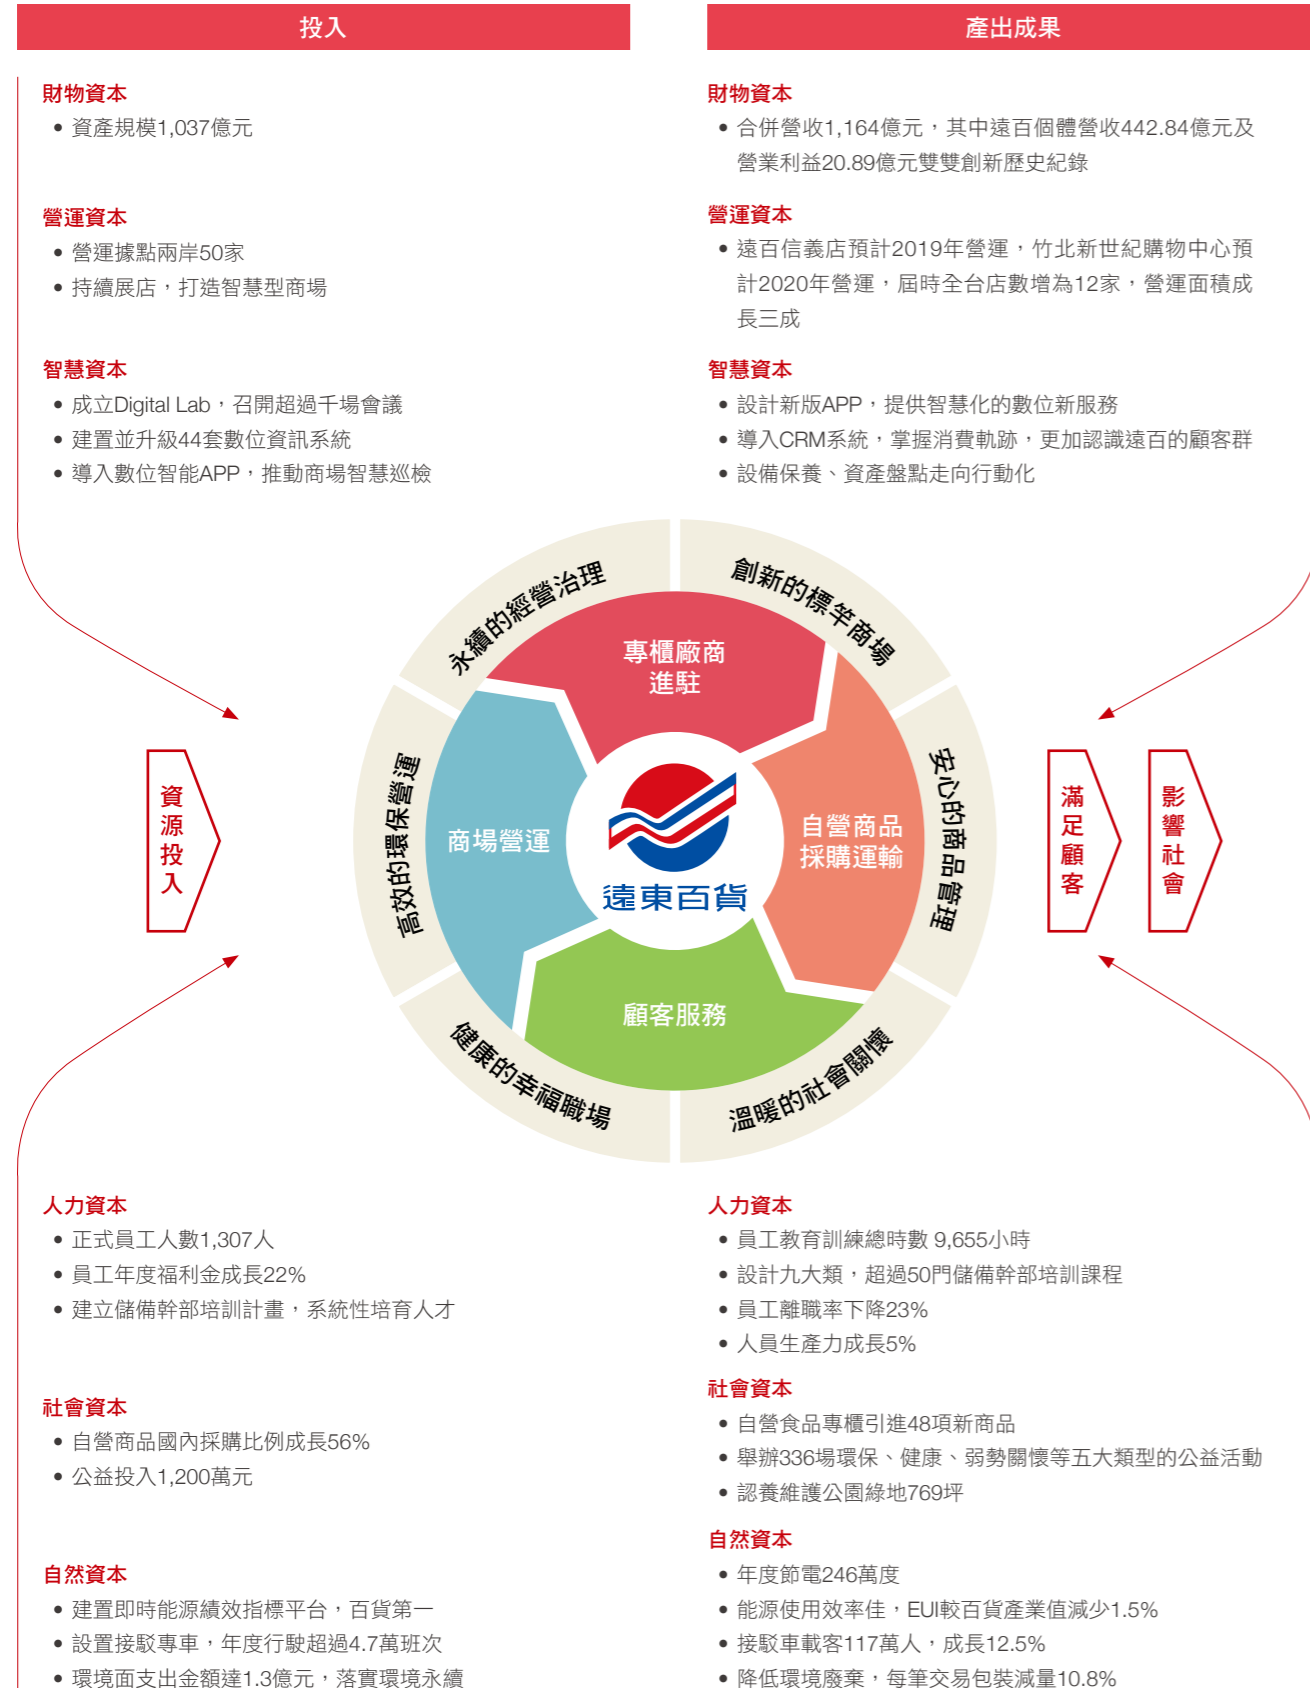 投入
產出成果
財物資本
• 資產規模1,037億元
營運資本
• 營運據點兩岸50家
• 持續展店，打造智慧型商場
智慧資本
• 成立Digital Lab，召開超過千場會議
• 建置並升級44套數位資訊系統
• 導入數位智能APP，推動商場智慧巡檢
財物資本
• 合併營收1,164億元，其中遠百個體營收442.84億元及
營業利益20.89億元雙雙創新歷史紀錄
營運資本
• 遠百信義店預計2019年營運，竹北新世紀購物中心預
計2020年營運，屆時全台店數增為12家，營運面積成
長三成
智慧資本
• 設計新版APP，提供智慧化的數位新服務
• 導入CRM系統，掌握消費軌跡，更加認識遠百的顧客群
• 設備保養、資產盤點走向行動化
資源投入
永續的經營治理
創新的標竿商場
安心的商品管理
溫暖的社會關懷
健康的幸福職場
高效的環保營運
專櫃廠商
進駐
自營商品
採購運輸
顧客服務
商場營運
遠東百貨
滿足顧客
影響社會
人力資本
• 正式員工人數1,307人
• 員工年度福利金成長22%
• 建立儲備幹部培訓計畫，系統性培育人才
社會資本
• 自營商品國內採購比例成長56%
• 公益投入1,200萬元
自然資本
• 建置即時能源績效指標平台，百貨第一
• 設置接駁專車，年度行駛超過4.7萬班次
• 環境面支出金額達1.3億元，落實環境永續
人力資本
• 員工教育訓練總時數 9,655小時
• 設計九大類，超過50門儲備幹部培訓課程
• 員工離職率下降23%
• 人員生產力成長5%
社會資本
• 自營食品專櫃引進48項新商品
• 舉辦336場環保、健康、弱勢關懷等五大類型的公益活動
• 認養維護公園綠地769坪
自然資本
• 年度節電246萬度
• 能源使用效率佳，EUI較百貨產業值減少1.5%
• 接駁車載客117萬人，成長12.5%
• 降低環境廢棄，每筆交易包裝減量10.8%